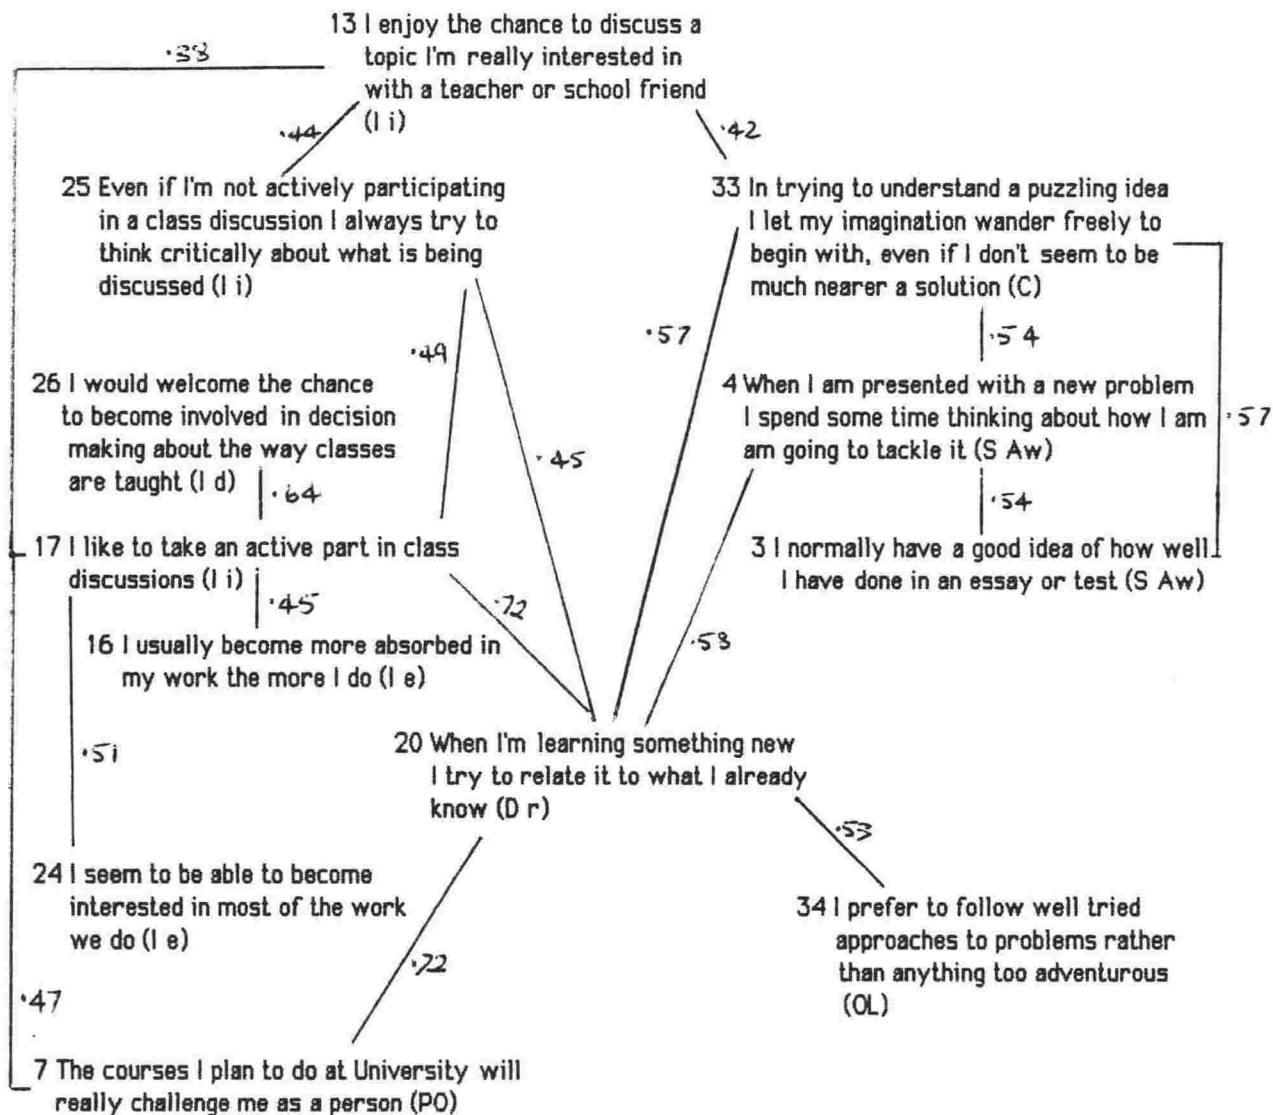 13 I enjoy the chance to discuss a
topic I'm really interested in
with a teacher or school friend
(I i)
·38
·44
·42
25 Even if I'm not actively participating
in a class discussion I always try to
think critically about what is being
discussed (I i)
33 In trying to understand a puzzling idea
I let my imagination wander freely to
begin with, even if I don't seem to be
much nearer a solution (C)
·57
·54
·49
26 I would welcome the chance
to become involved in decision
making about the way classes
are taught (I d)
4 When I am presented with a new problem
I spend some time thinking about how I am
am going to tackle it (S Aw)
·57
·45
·64
·54
17 I like to take an active part in class
discussions (I i)
3 I normally have a good idea of how well
I have done in an essay or test (S Aw)
·45
·72
·58
16 I usually become more absorbed in
my work the more I do (I e)
·51
20 When I'm learning something new
I try to relate it to what I already
know (D r)
·53
24 I seem to be able to become
interested in most of the work
we do (I e)
34 I prefer to follow well tried
approaches to problems rather
than anything too adventurous
(OL)
·72
·47
7 The courses I plan to do at University will
really challenge me as a person (PO)